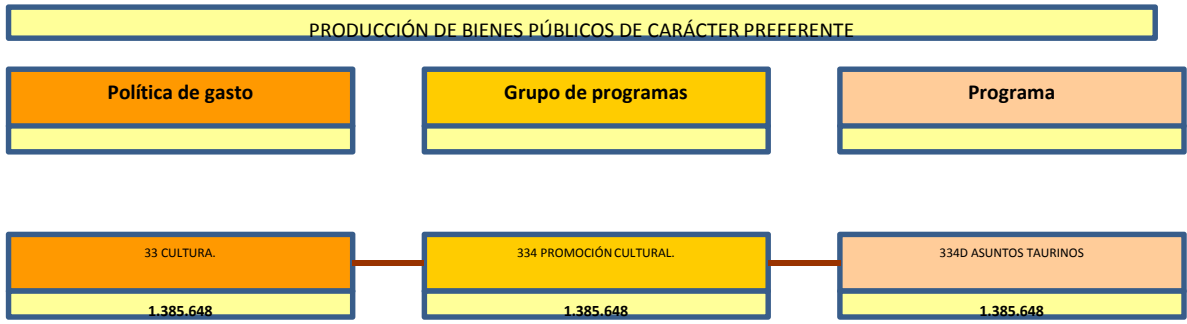 PRODUCCIÓN DE BIENES PÚBLICOS DE CARÁCTER PREFERENTE
Política de gasto
Grupo de programas
Programa
33 CULTURA.
334 PROMOCIÓN CULTURAL.
334D ASUNTOS TAURINOS
1.385.648
1.385.648
1.385.648